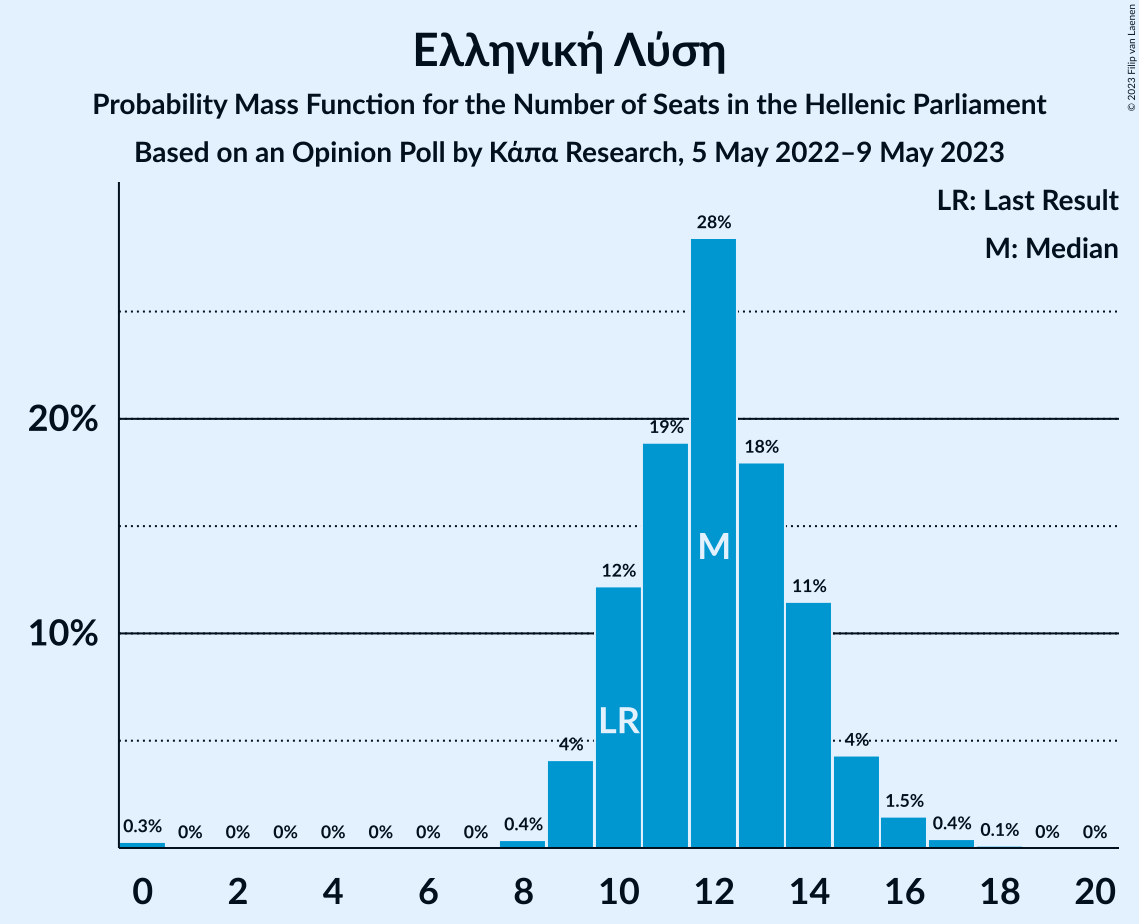 © 2023 Filip van Laenen
Ελληνική Λύση
Probability Mass Function for the Number of Seats in the Hellenic Parliament
Based on an Opinion Poll by Κάπα Research, 5 May 2022–9 May 2023
LR: Last Result
M: Median
28%
20%
19%
18%
M
12%
11%
10%
LR
4%
4%
1.5%
0.3%
0%
0%
0%
0%
0%
0%
0%
0.4%
0.4%
0.1%
0%
0%
0 2 4 6 8 10 12 14 16 18 20